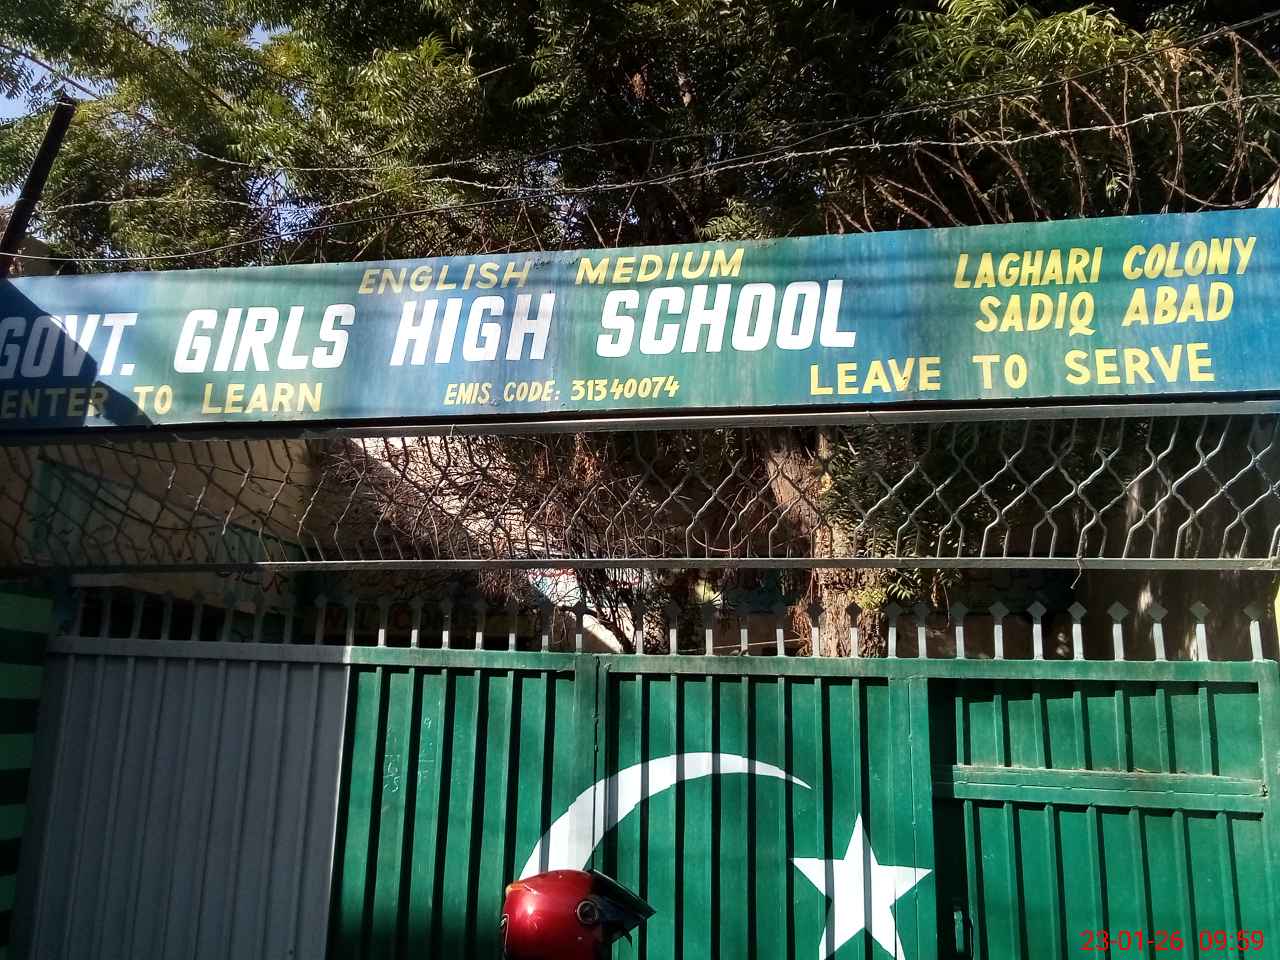 ENGLISH MEDIUM
GOVT. GIRLS HIGH SCHOOL
LAGHARI COLONY
SADIQ ABAD
ENTER TO LEARN
EMIS. CODE: 31340074
LEAVE TO SERVE
23-01-26 09:59